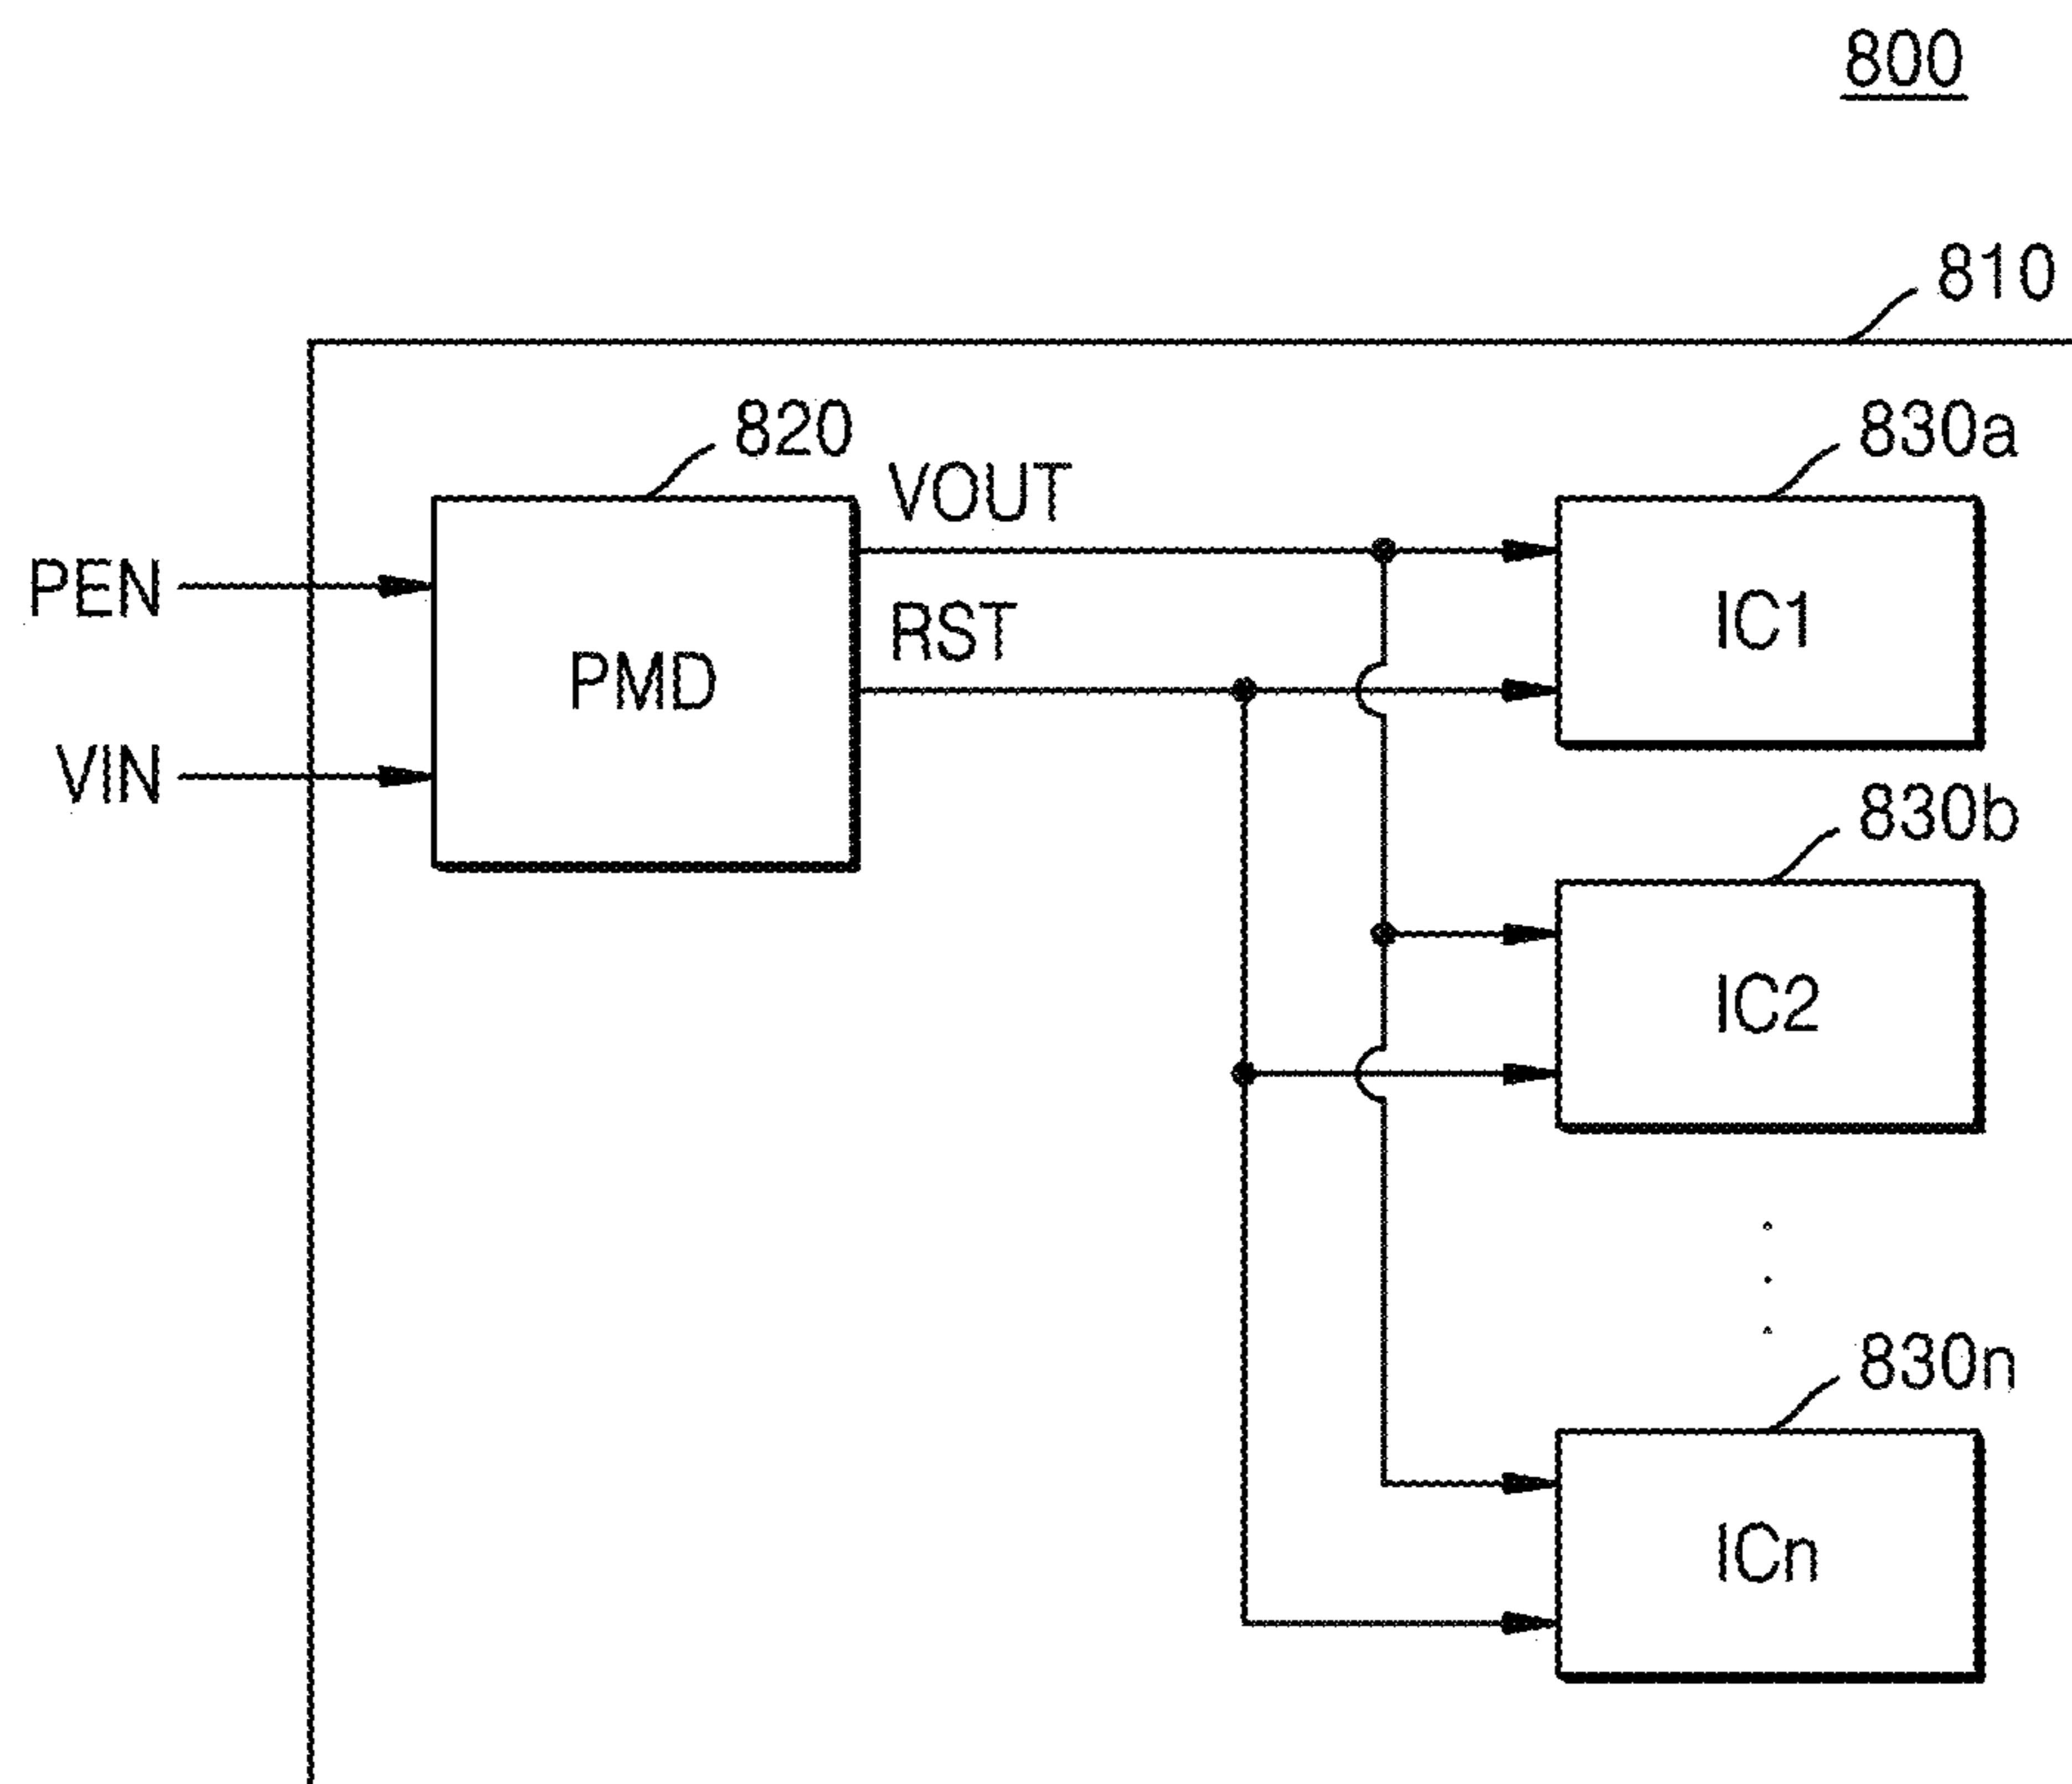 800
810
820
830a
VOUT
PEN
RST
IC1
PMD
VIN
830b
IC2
830n
ICn